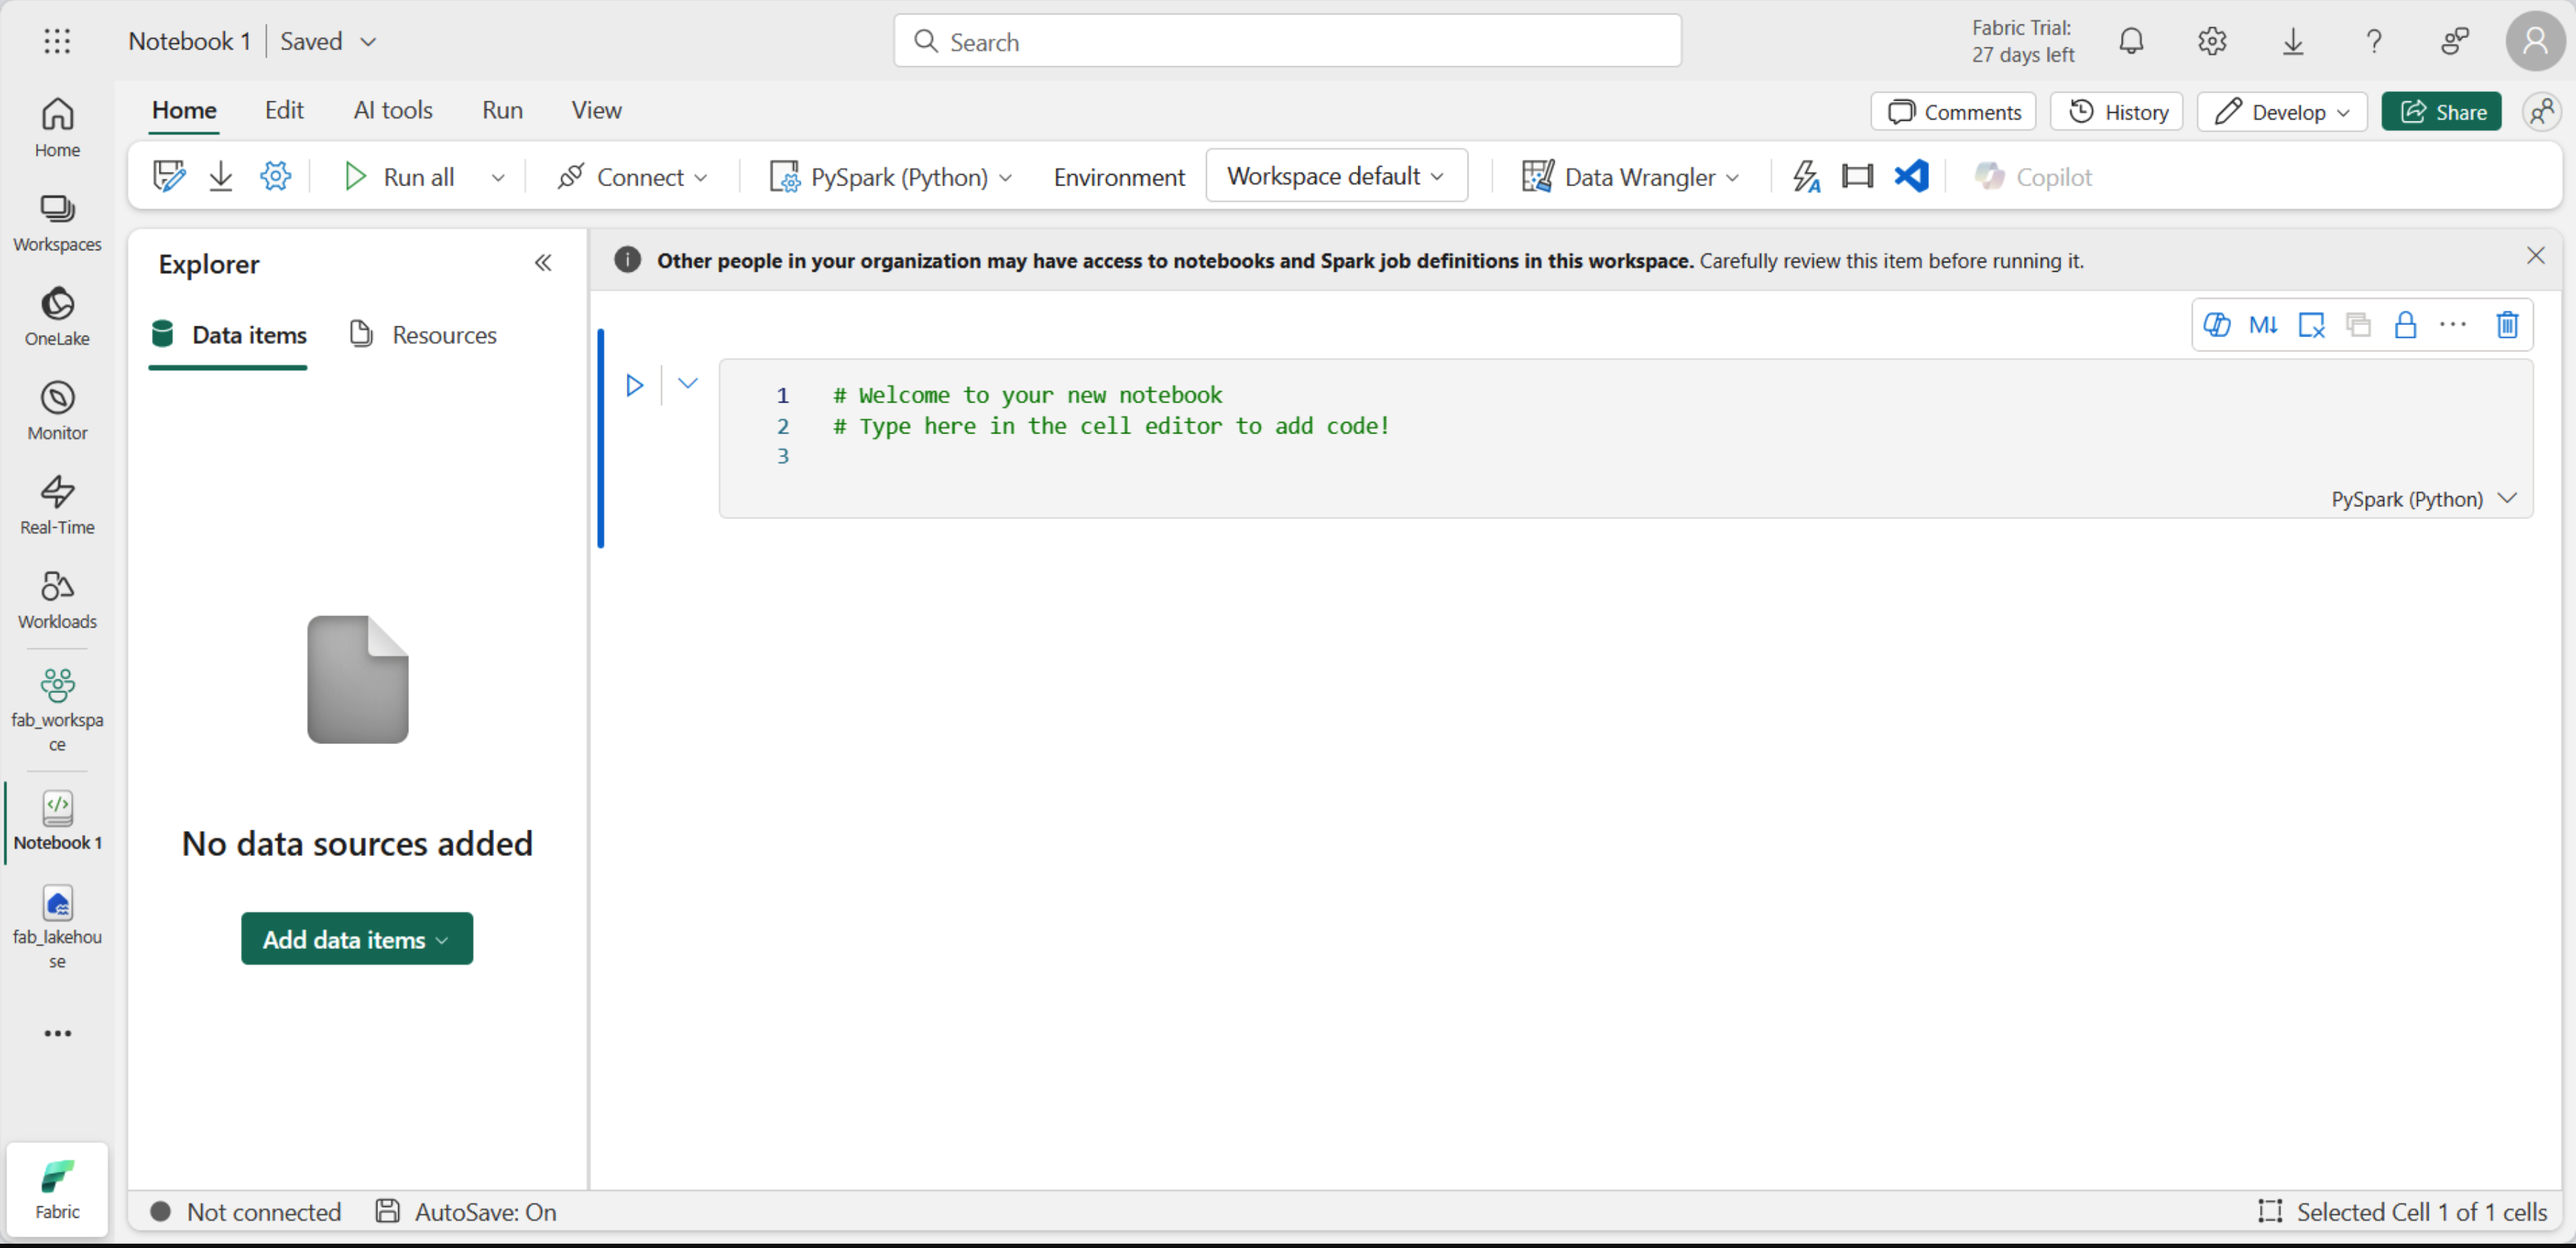 Notebook 1 | Saved
Search
Fabric Trial:
27 days left
Home
Edit
AI tools
Run
View
Comments
History
Develop
Share
Run all
Connect
PySpark (Python)
Environment
Workspace default
Data Wrangler
Copilot
Home
Workspaces
OneLake
Monitor
Real-Time
Workloads
fab_workspa
ce
Notebook 1
fab_lakehou
se
Fabric
Explorer
Data items
Resources
No data sources added
Add data items
Other people in your organization may have access to notebooks and Spark job definitions in this workspace. Carefully review this item before running it.
M↓
1 # Welcome to your new notebook
2 # Type here in the cell editor to add code!
3
PySpark (Python)
Not connected
AutoSave: On
Selected Cell 1 of 1 cells